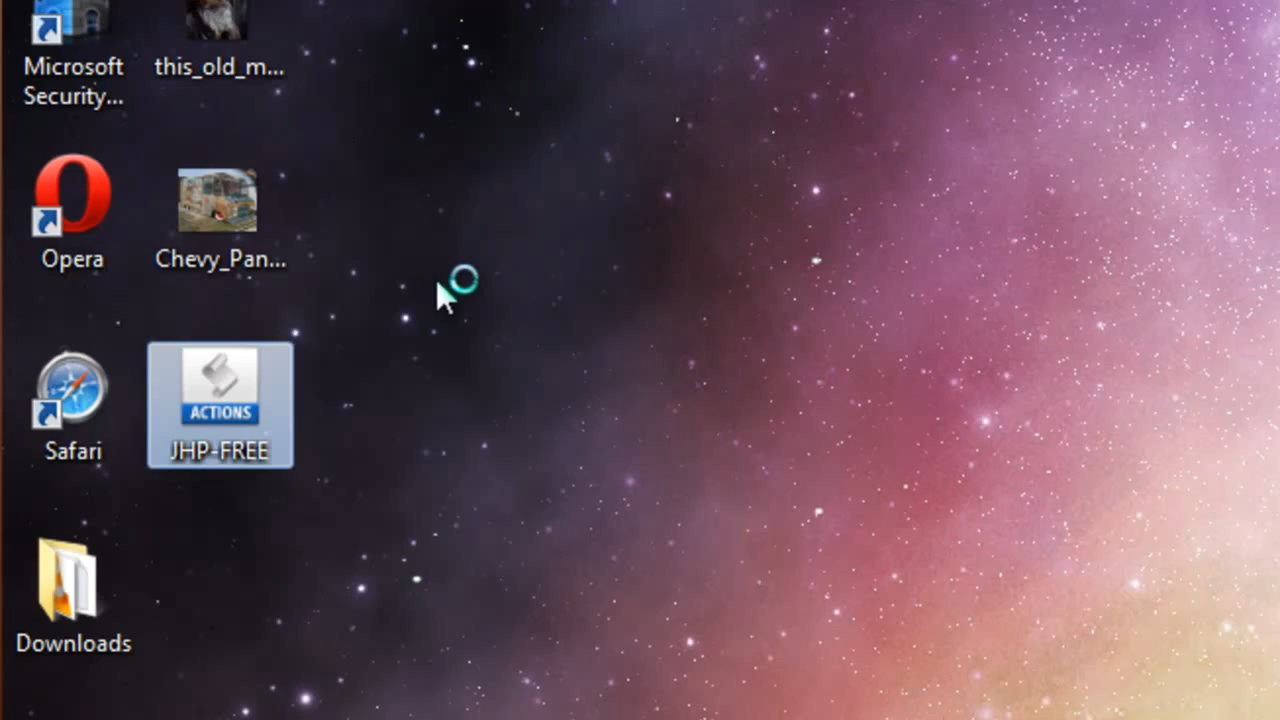 Microsoft
Security...
this_old_m...
Opera
Chevy_Pan...
Safari
ACTIONS
JHP-FREE
Downloads